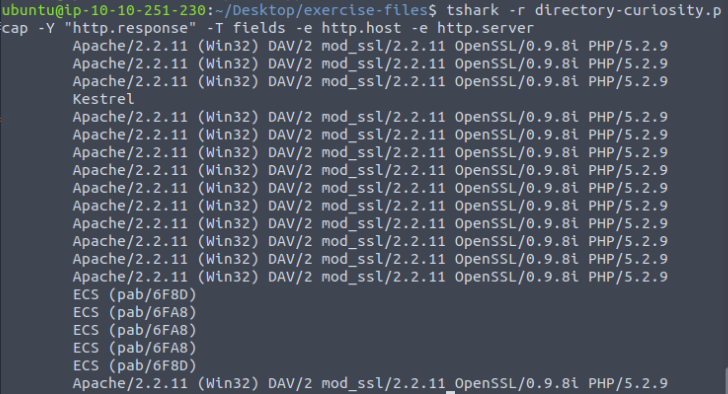 ubuntu@ip-10-10-251-230:~/Desktop/exercise-files$ tshark -r directory-curiosity.p
cap -Y "http.response" -T fields -e http.host -e http.server
Apache/2.2.11 (Win32) DAV/2 mod_ssl/2.2.11 OpenSSL/0.9.8i PHP/5.2.9
Apache/2.2.11 (Win32) DAV/2 mod_ssl/2.2.11 OpenSSL/0.9.8i PHP/5.2.9
Apache/2.2.11 (Win32) DAV/2 mod_ssl/2.2.11 OpenSSL/0.9.8i PHP/5.2.9
Kestrel
Apache/2.2.11 (Win32) DAV/2 mod_ssl/2.2.11 OpenSSL/0.9.8i PHP/5.2.9
Apache/2.2.11 (Win32) DAV/2 mod_ssl/2.2.11 OpenSSL/0.9.8i PHP/5.2.9
Apache/2.2.11 (Win32) DAV/2 mod_ssl/2.2.11 OpenSSL/0.9.8i PHP/5.2.9
Apache/2.2.11 (Win32) DAV/2 mod_ssl/2.2.11 OpenSSL/0.9.8i PHP/5.2.9
Apache/2.2.11 (Win32) DAV/2 mod_ssl/2.2.11 OpenSSL/0.9.8i PHP/5.2.9
Apache/2.2.11 (Win32) DAV/2 mod_ssl/2.2.11 OpenSSL/0.9.8i PHP/5.2.9
Apache/2.2.11 (Win32) DAV/2 mod_ssl/2.2.11 OpenSSL/0.9.8i PHP/5.2.9
Apache/2.2.11 (Win32) DAV/2 mod_ssl/2.2.11 OpenSSL/0.9.8i PHP/5.2.9
Apache/2.2.11 (Win32) DAV/2 mod_ssl/2.2.11 OpenSSL/0.9.8i PHP/5.2.9
Apache/2.2.11 (Win32) DAV/2 mod_ssl/2.2.11 OpenSSL/0.9.8i PHP/5.2.9
ECS (pab/6F8D)
ECS (pab/6FA8)
ECS (pab/6FA8)
ECS (pab/6FA8)
ECS (pab/6F8D)
Apache/2.2.11 (Win32) DAV/2 mod_ssl/2.2.11 OpenSSL/0.9.8i PHP/5.2.9